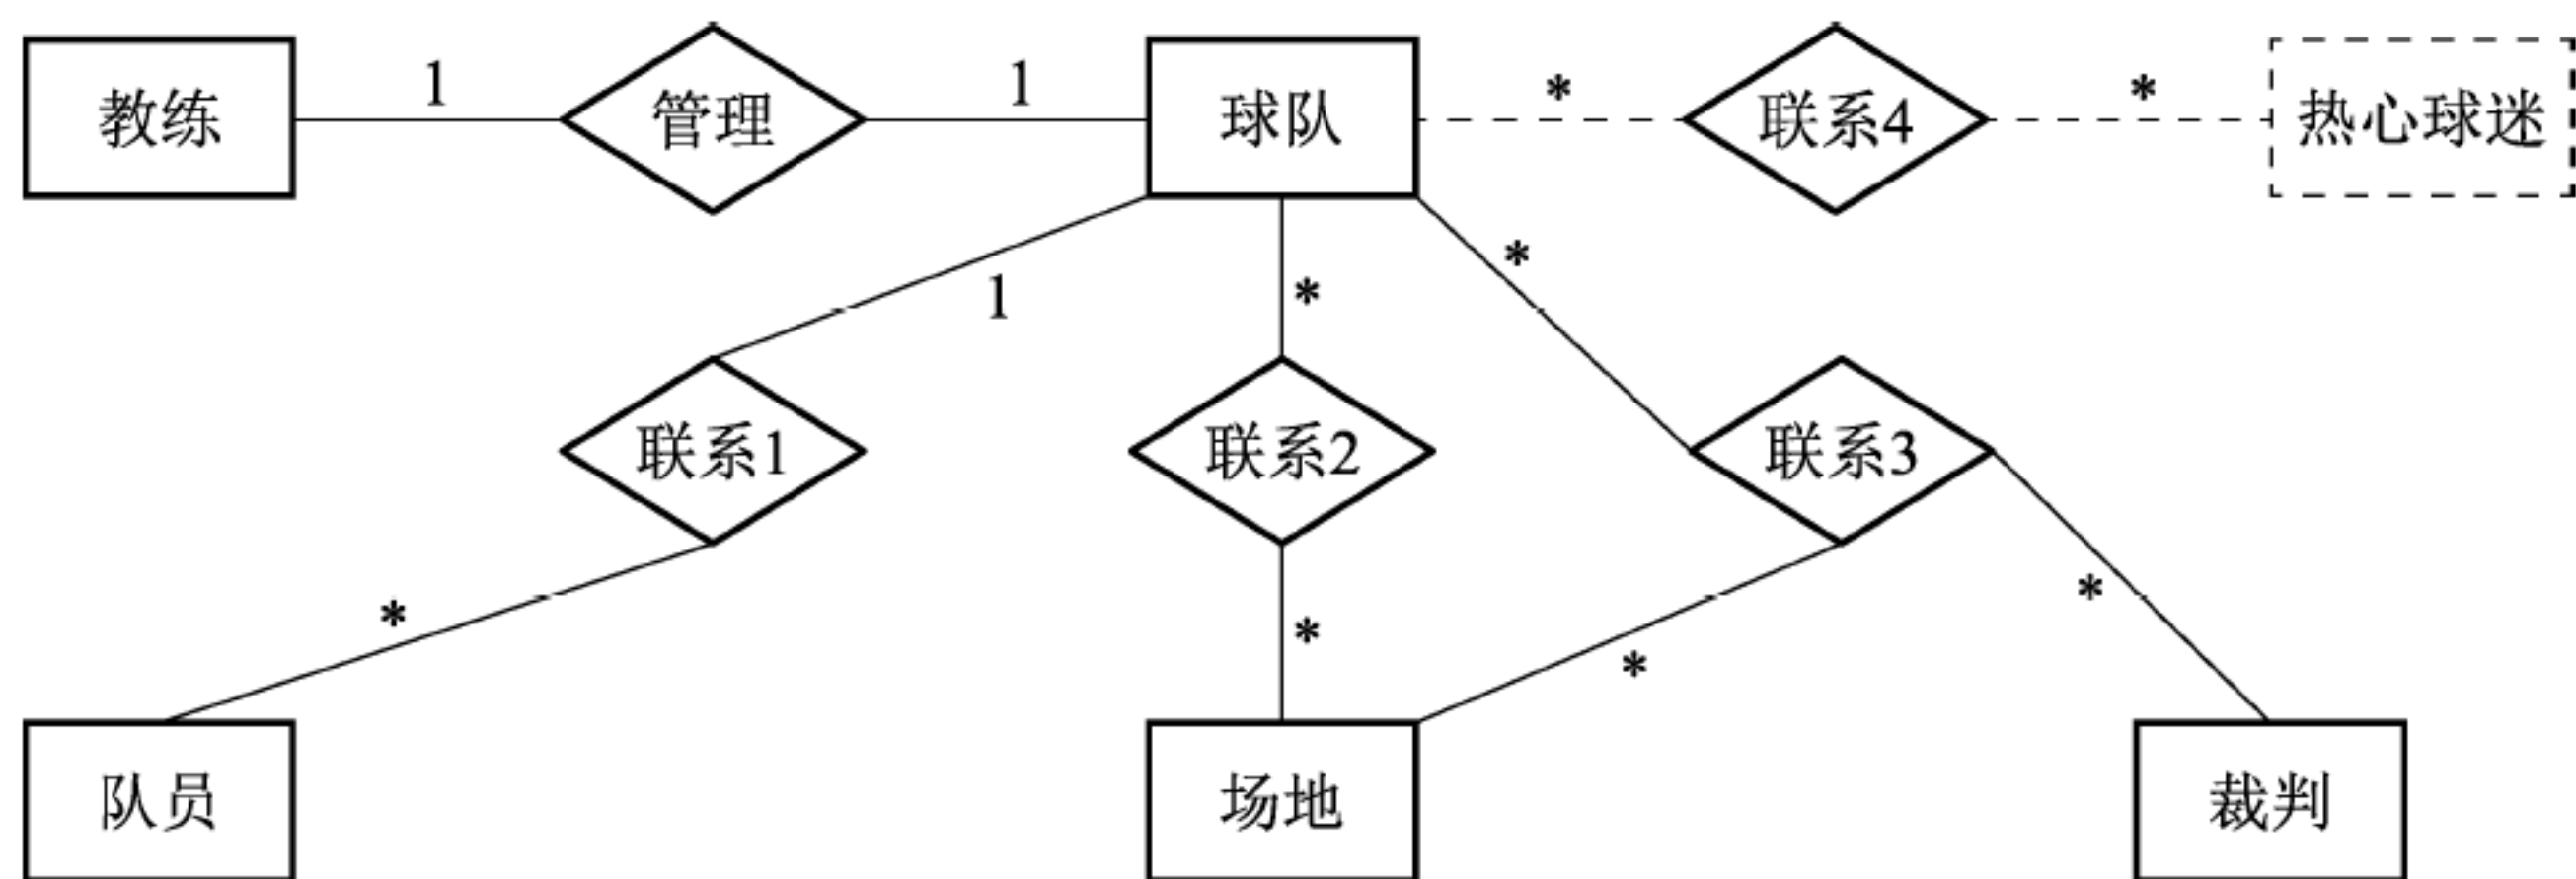 教练 1 管理 1 球队 * 联系4 * 热心球迷
1 * *
联系1 联系2 联系3
* * * *
队员 场地 裁判